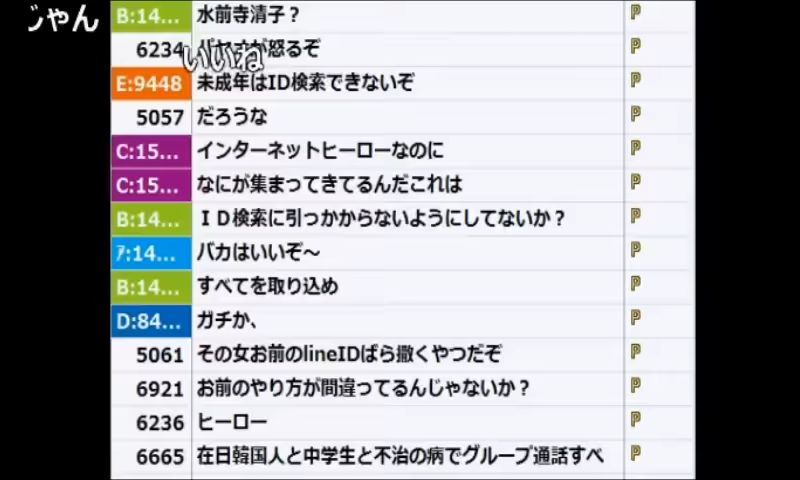 じゃん
B:14... 水前寺清子？ P
6234 が怒るぞ P
いいね
E:9448 未成年はID検索できないぞ P
5057 だろうな P
C:15... インターネットヒーローなのに P
C:15... なにが集まってきてるんだこれは P
B:14... ＩＤ検索に引っかからないようにしてないか？ P
ｱ:14... バカはいいぞ～ P
B:14... すべてを取り込め P
D:84... ガチか、 P
5061 その女お前のlineIDばら撒くやつだぞ P
6921 お前のやり方が間違ってるんじゃないか？ P
6236 ヒーロー P
6665 在日韓国人と中学生と不治の病でグループ通話すべ P